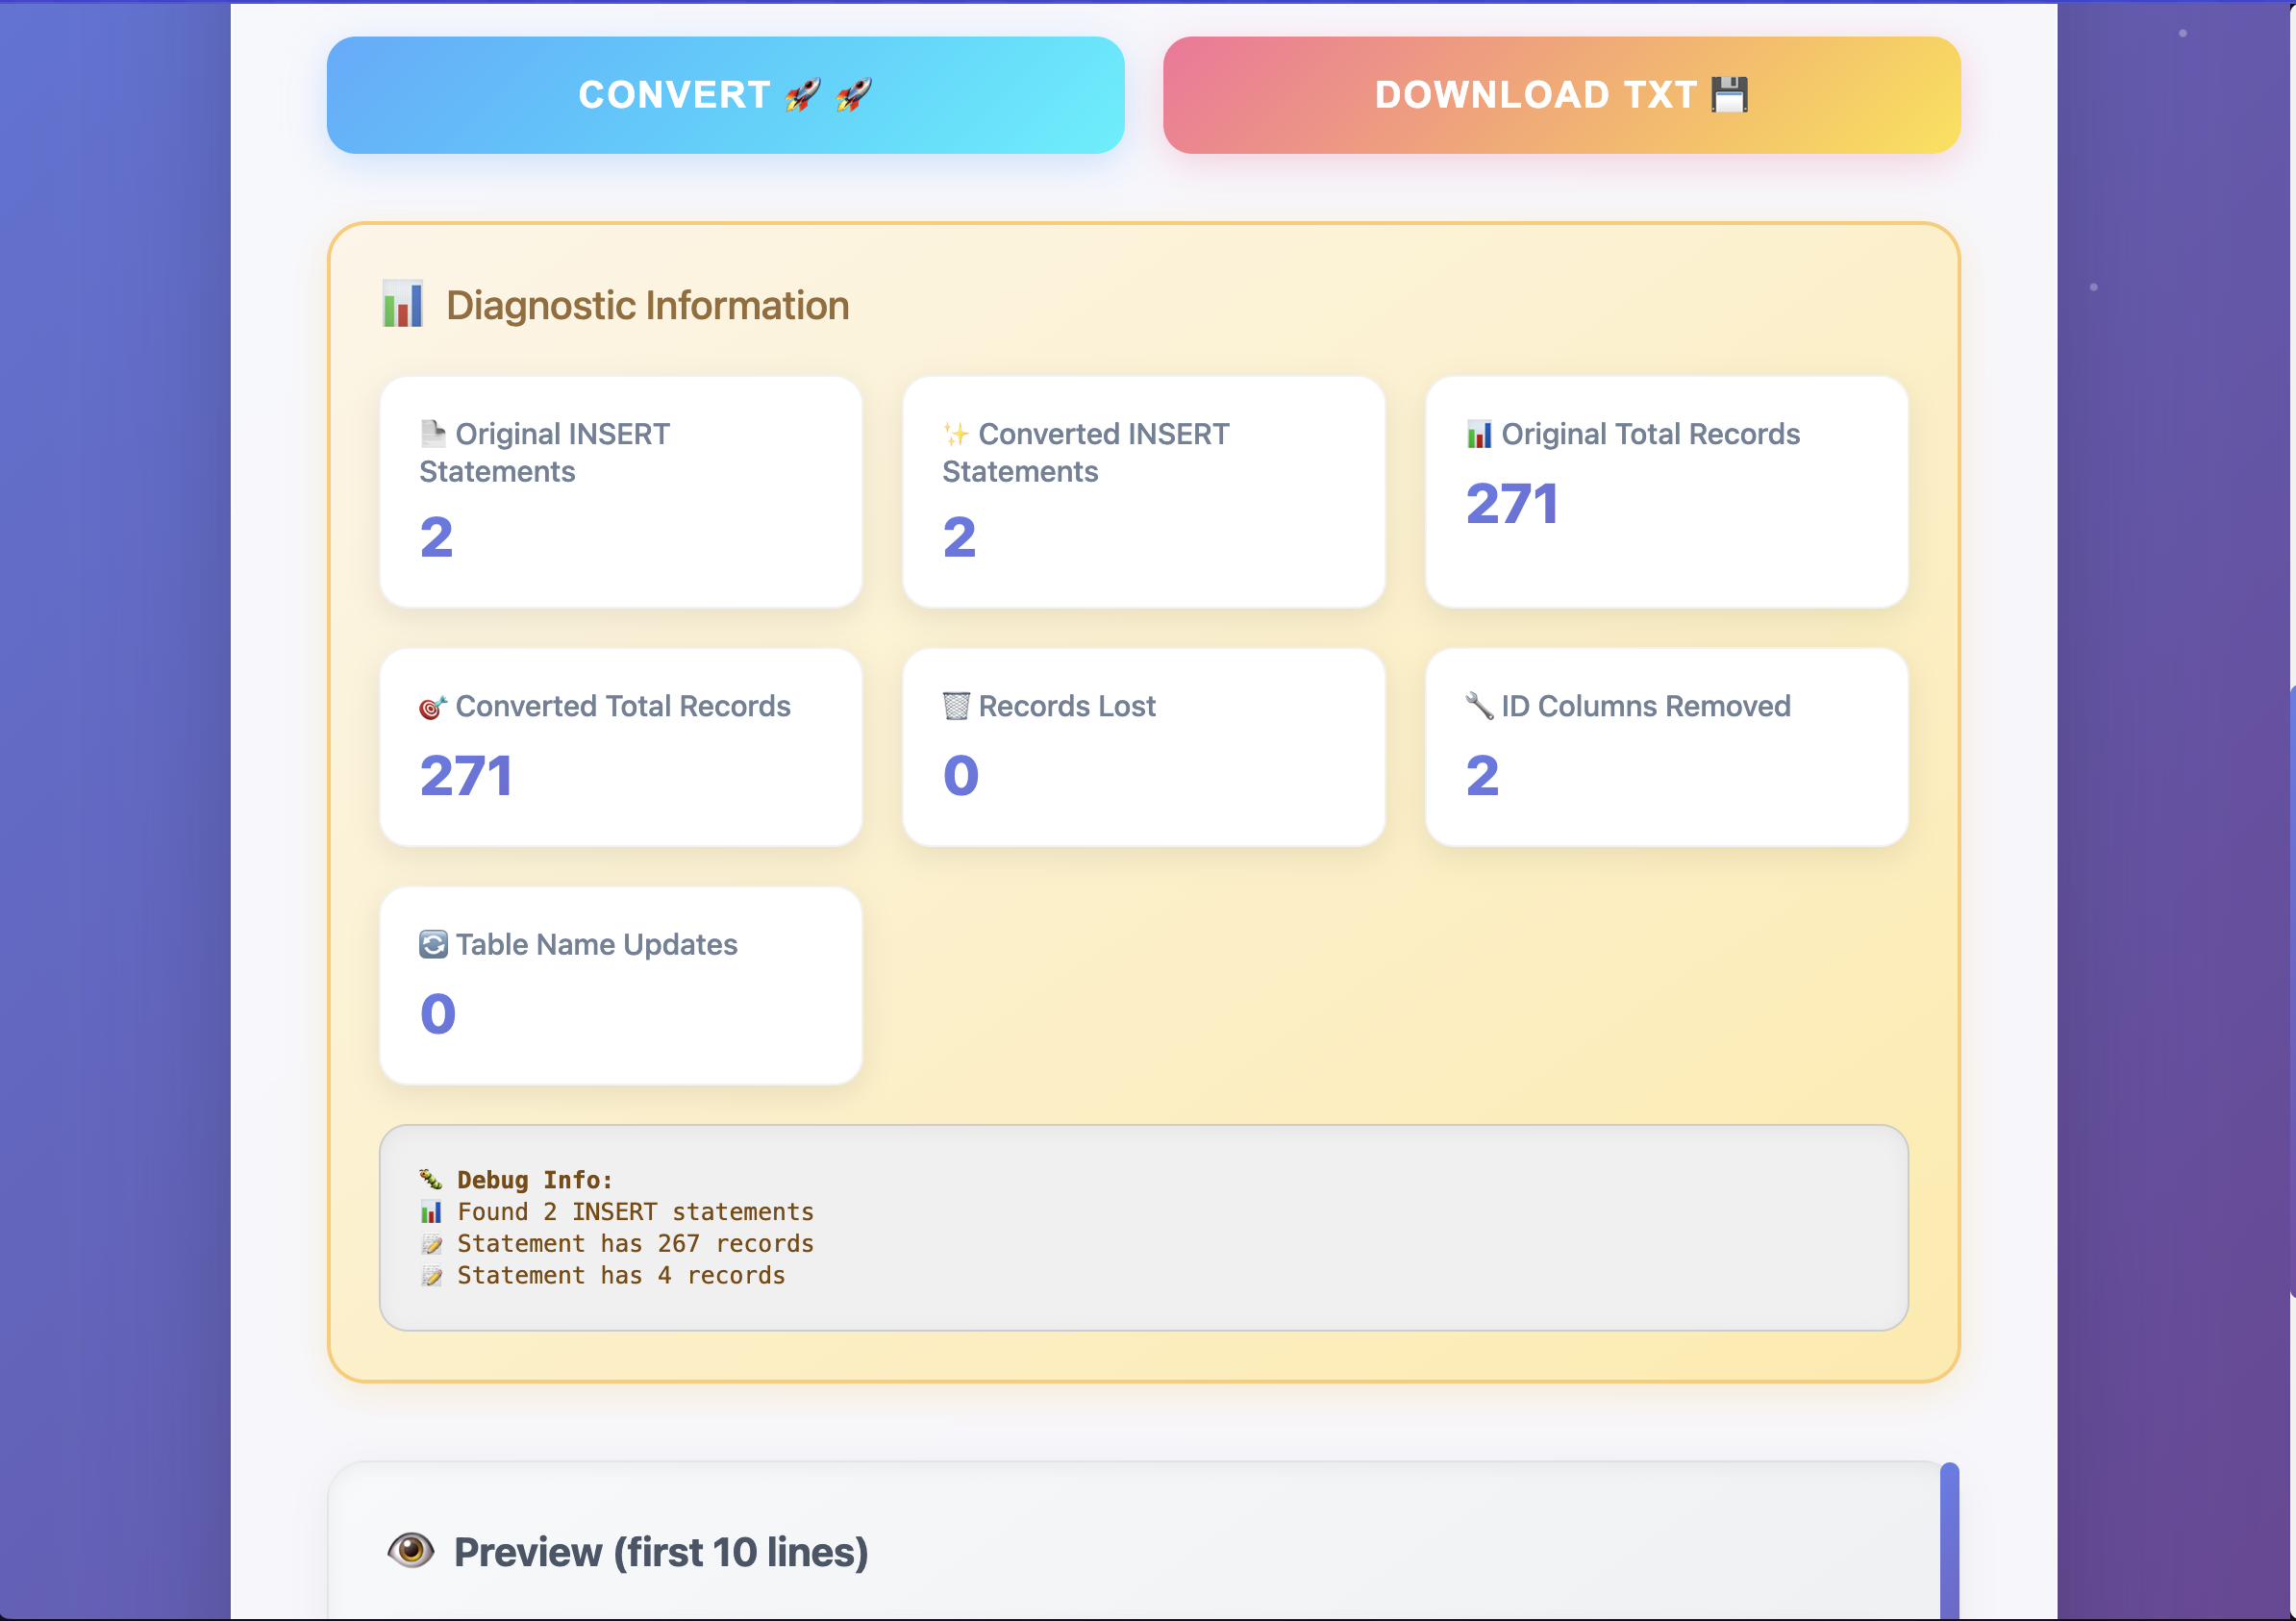 CONVERT 🚀 🚀
DOWNLOAD TXT 💾
📊 Diagnostic Information
📄 Original INSERT
Statements
2
✨ Converted INSERT
Statements
2
📊 Original Total Records
271
🎯 Converted Total Records
271
🗑️ Records Lost
0
🔧 ID Columns Removed
2
🔄 Table Name Updates
0
🐛 Debug Info:
📊 Found 2 INSERT statements
📝 Statement has 267 records
📝 Statement has 4 records
👁️ Preview (first 10 lines)